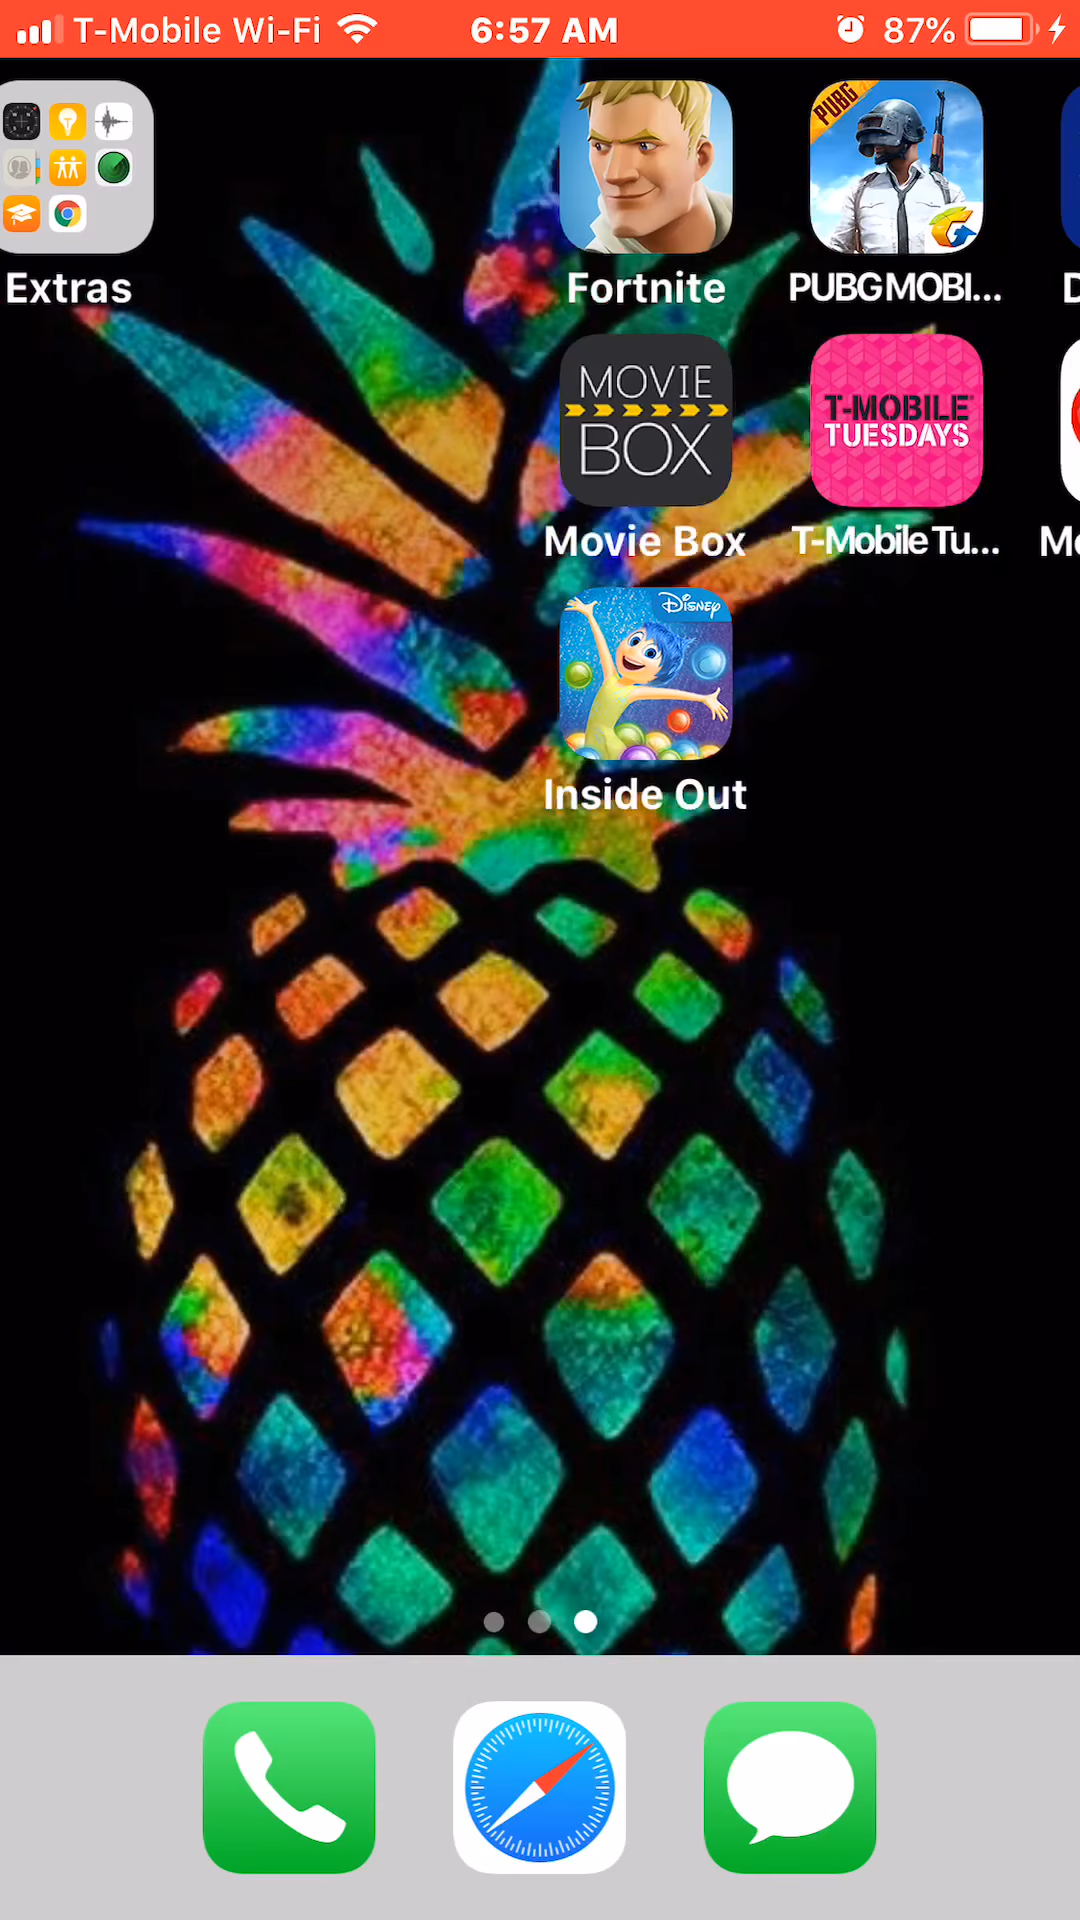 T-Mobile Wi-Fi 6:57 AM 87%
PUBG
Extras Fortnite PUBG MOBI... D
MOVIE
BOX
T-MOBILE
TUESDAYS
Movie Box T-Mobile Tu... Mo
Disney
Inside Out